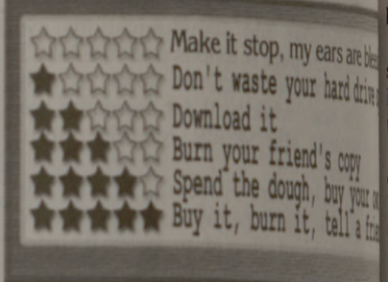 Make it stop, my ears are
Don't waste your hard drive
Download it
Burn your friend's copy
Spend the dough, buy your
Buy it, burn it, tell a